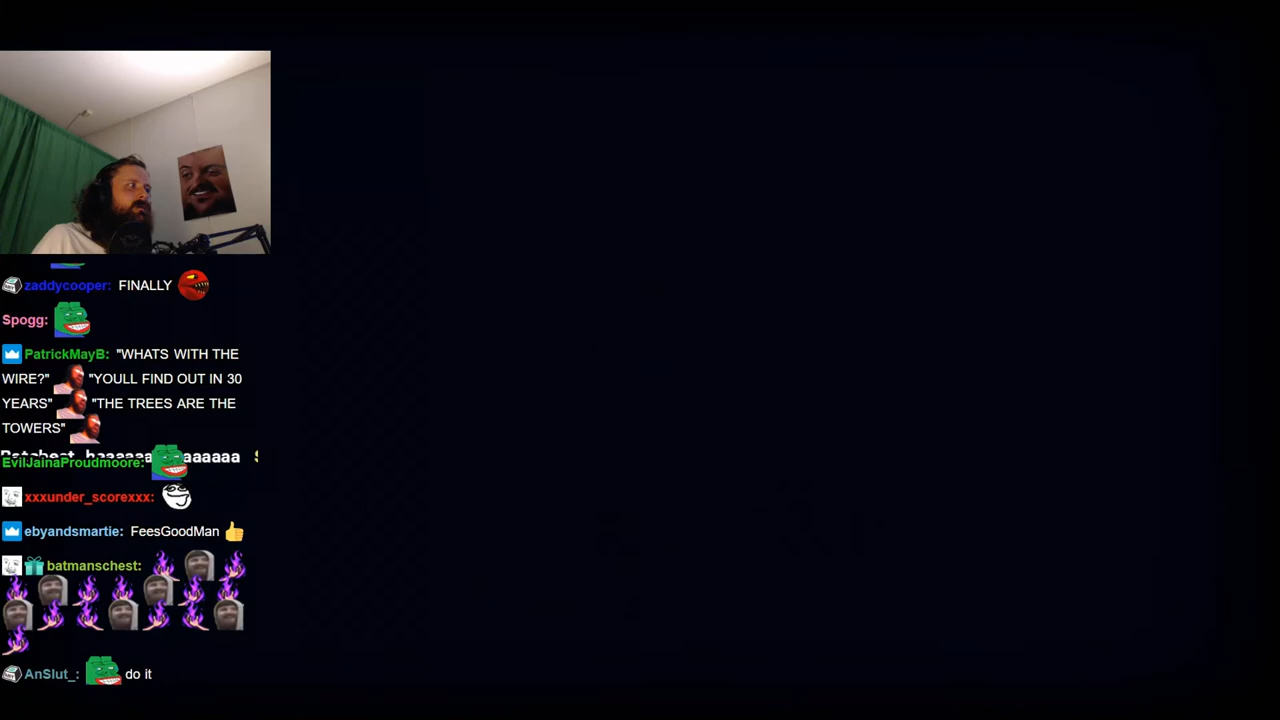 zaddycooper: FINALLY
Spogg:
PatrickMayB: "WHATS WITH THE
WIRE?" "YOULL FIND OUT IN 30
YEARS" "THE TREES ARE THE
TOWERS"
EvilJainaProudmoore:
xxxunder_scorexxx:
ebyandsmartie: FeesGoodMan
batmanschest:
AnSlut_: do it